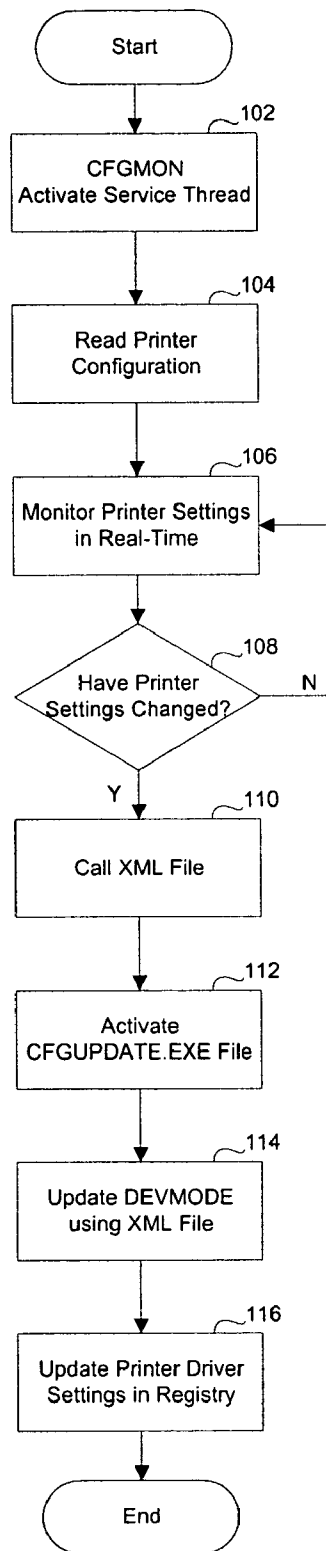 Start
102
CFGMON
Activate Service Thread
104
Read Printer
Configuration
106
Monitor Printer Settings
in Real-Time
108
Have Printer
Settings Changed?
N
Y
110
Call XML File
112
Activate
CFGUPDATE.EXE File
114
Update DEVMODE
using XML File
116
Update Printer Driver
Settings in Registry
End